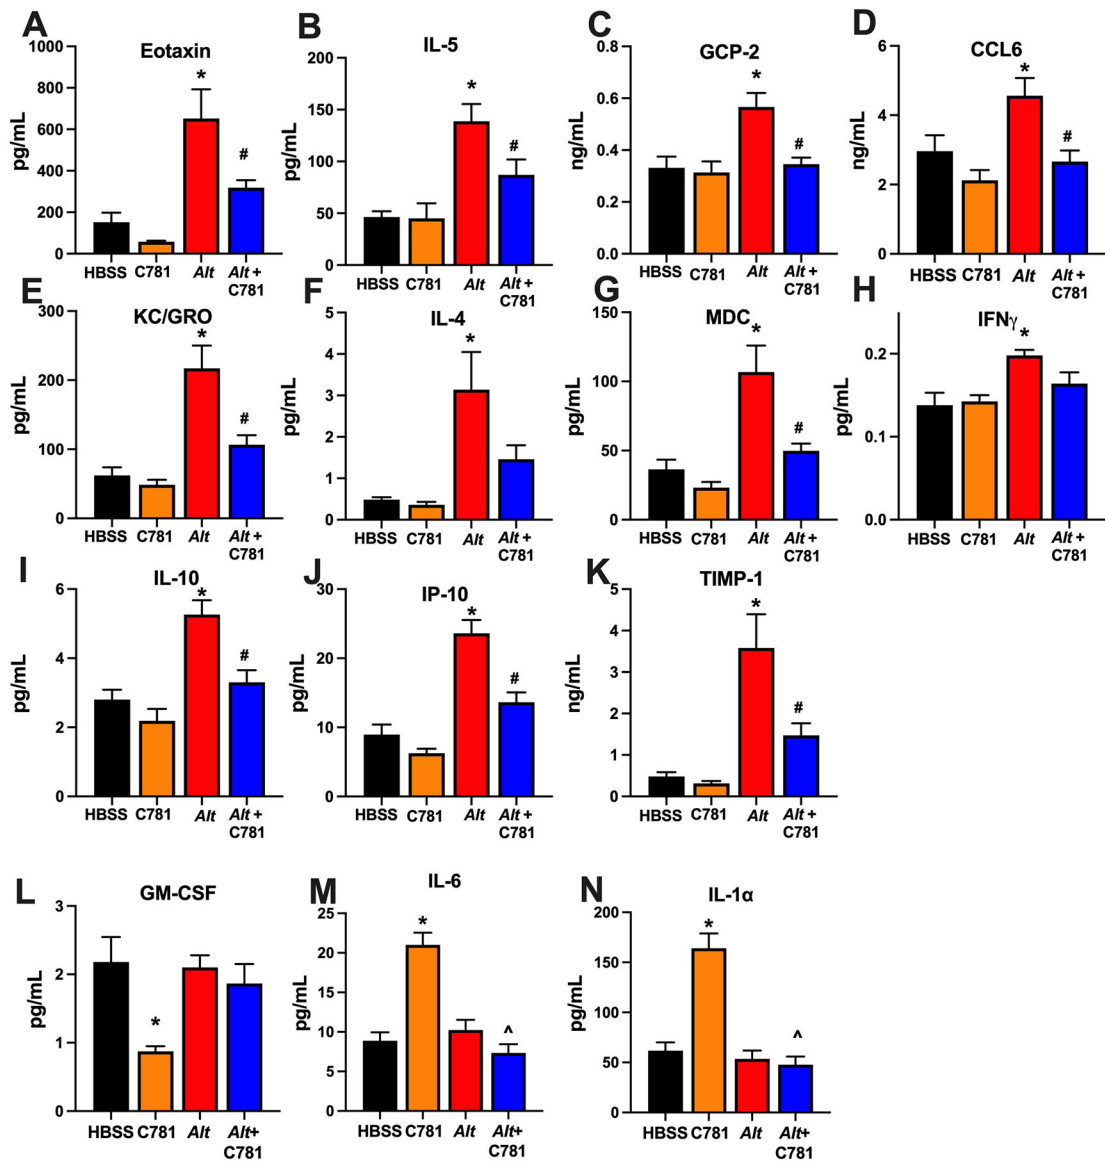 A
Eotaxin
pg/mL
1000
800
600
400
200
0
*
#
HBSS
C781
Alt
Alt +
C781
B
IL-5
pg/mL
200
150
100
50
0
*
#
HBSS
C781
Alt
Alt +
C781
C
GCP-2
ng/mL
0.8
0.6
0.4
0.2
0.0
*
#
HBSS
C781
Alt
Alt +
C781
D
CCL6
ng/mL
6
4
2
0
*
#
HBSS
C781
Alt
Alt +
C781
E
KC/GRO
pg/mL
300
200
100
0
*
#
HBSS
C781
Alt
Alt +
C781
F
IL-4
pg/mL
5
4
3
2
1
0
*
HBSS
C781
Alt
Alt +
C781
G
MDC
pg/mL
150
100
50
0
*
#
HBSS
C781
Alt
Alt +
C781
H
IFNγ
pg/mL
0.2
0.1
0.0
*
HBSS
C781
Alt
Alt +
C781
I
IL-10
pg/mL
6
4
2
0
*
#
HBSS
C781
Alt
Alt +
C781
J
IP-10
pg/mL
30
20
10
0
*
#
HBSS
C781
Alt
Alt +
C781
K
TIMP-1
ng/mL
5
4
3
2
1
0
*
#
HBSS
C781
Alt
Alt +
C781
L
GM-CSF
pg/mL
3
2
1
0
*
HBSS
C781
Alt
Alt+
C781
M
IL-6
pg/mL
25
20
15
10
5
0
*
^
HBSS
C781
Alt
Alt+
C781
N
IL-1α
ng/mL
200
150
100
50
0
*
^
HBSS
C781
Alt
Alt+
C781